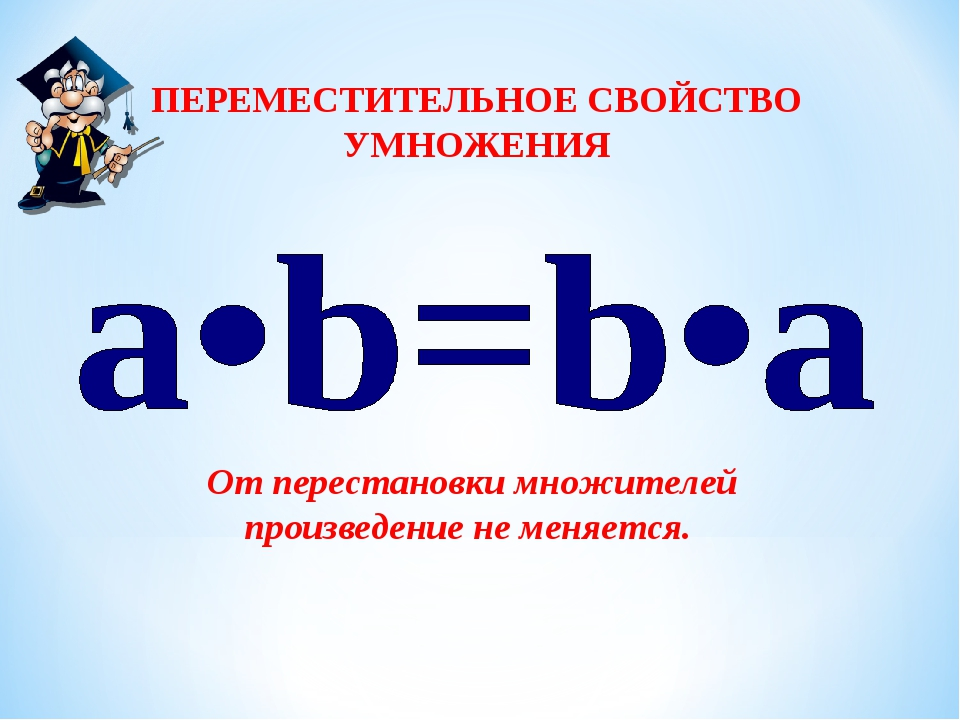 ПЕРЕМЕСТИТЕЛЬНОЕ СВОЙСТВО
УМНОЖЕНИЯ
a•b=b•a
От перестановки множителей
произведение не меняется.